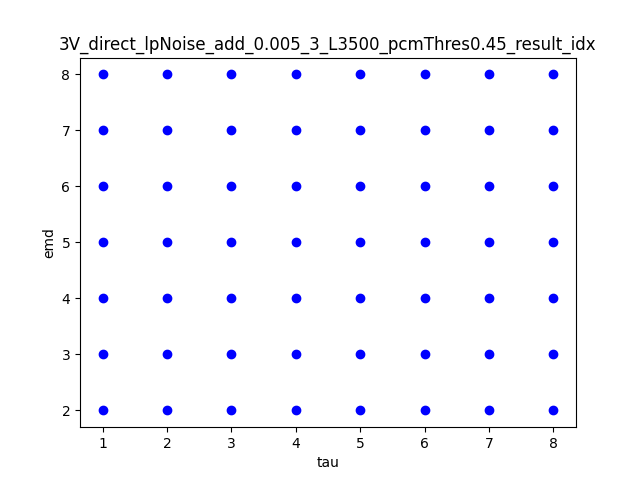 3V_direct_lpNoise_add_0.005_3_L3500_pcmThres0.45_result_idx
8
7
6
5
4
3
2
emd
1 2 3 4 5 6 7 8
tau